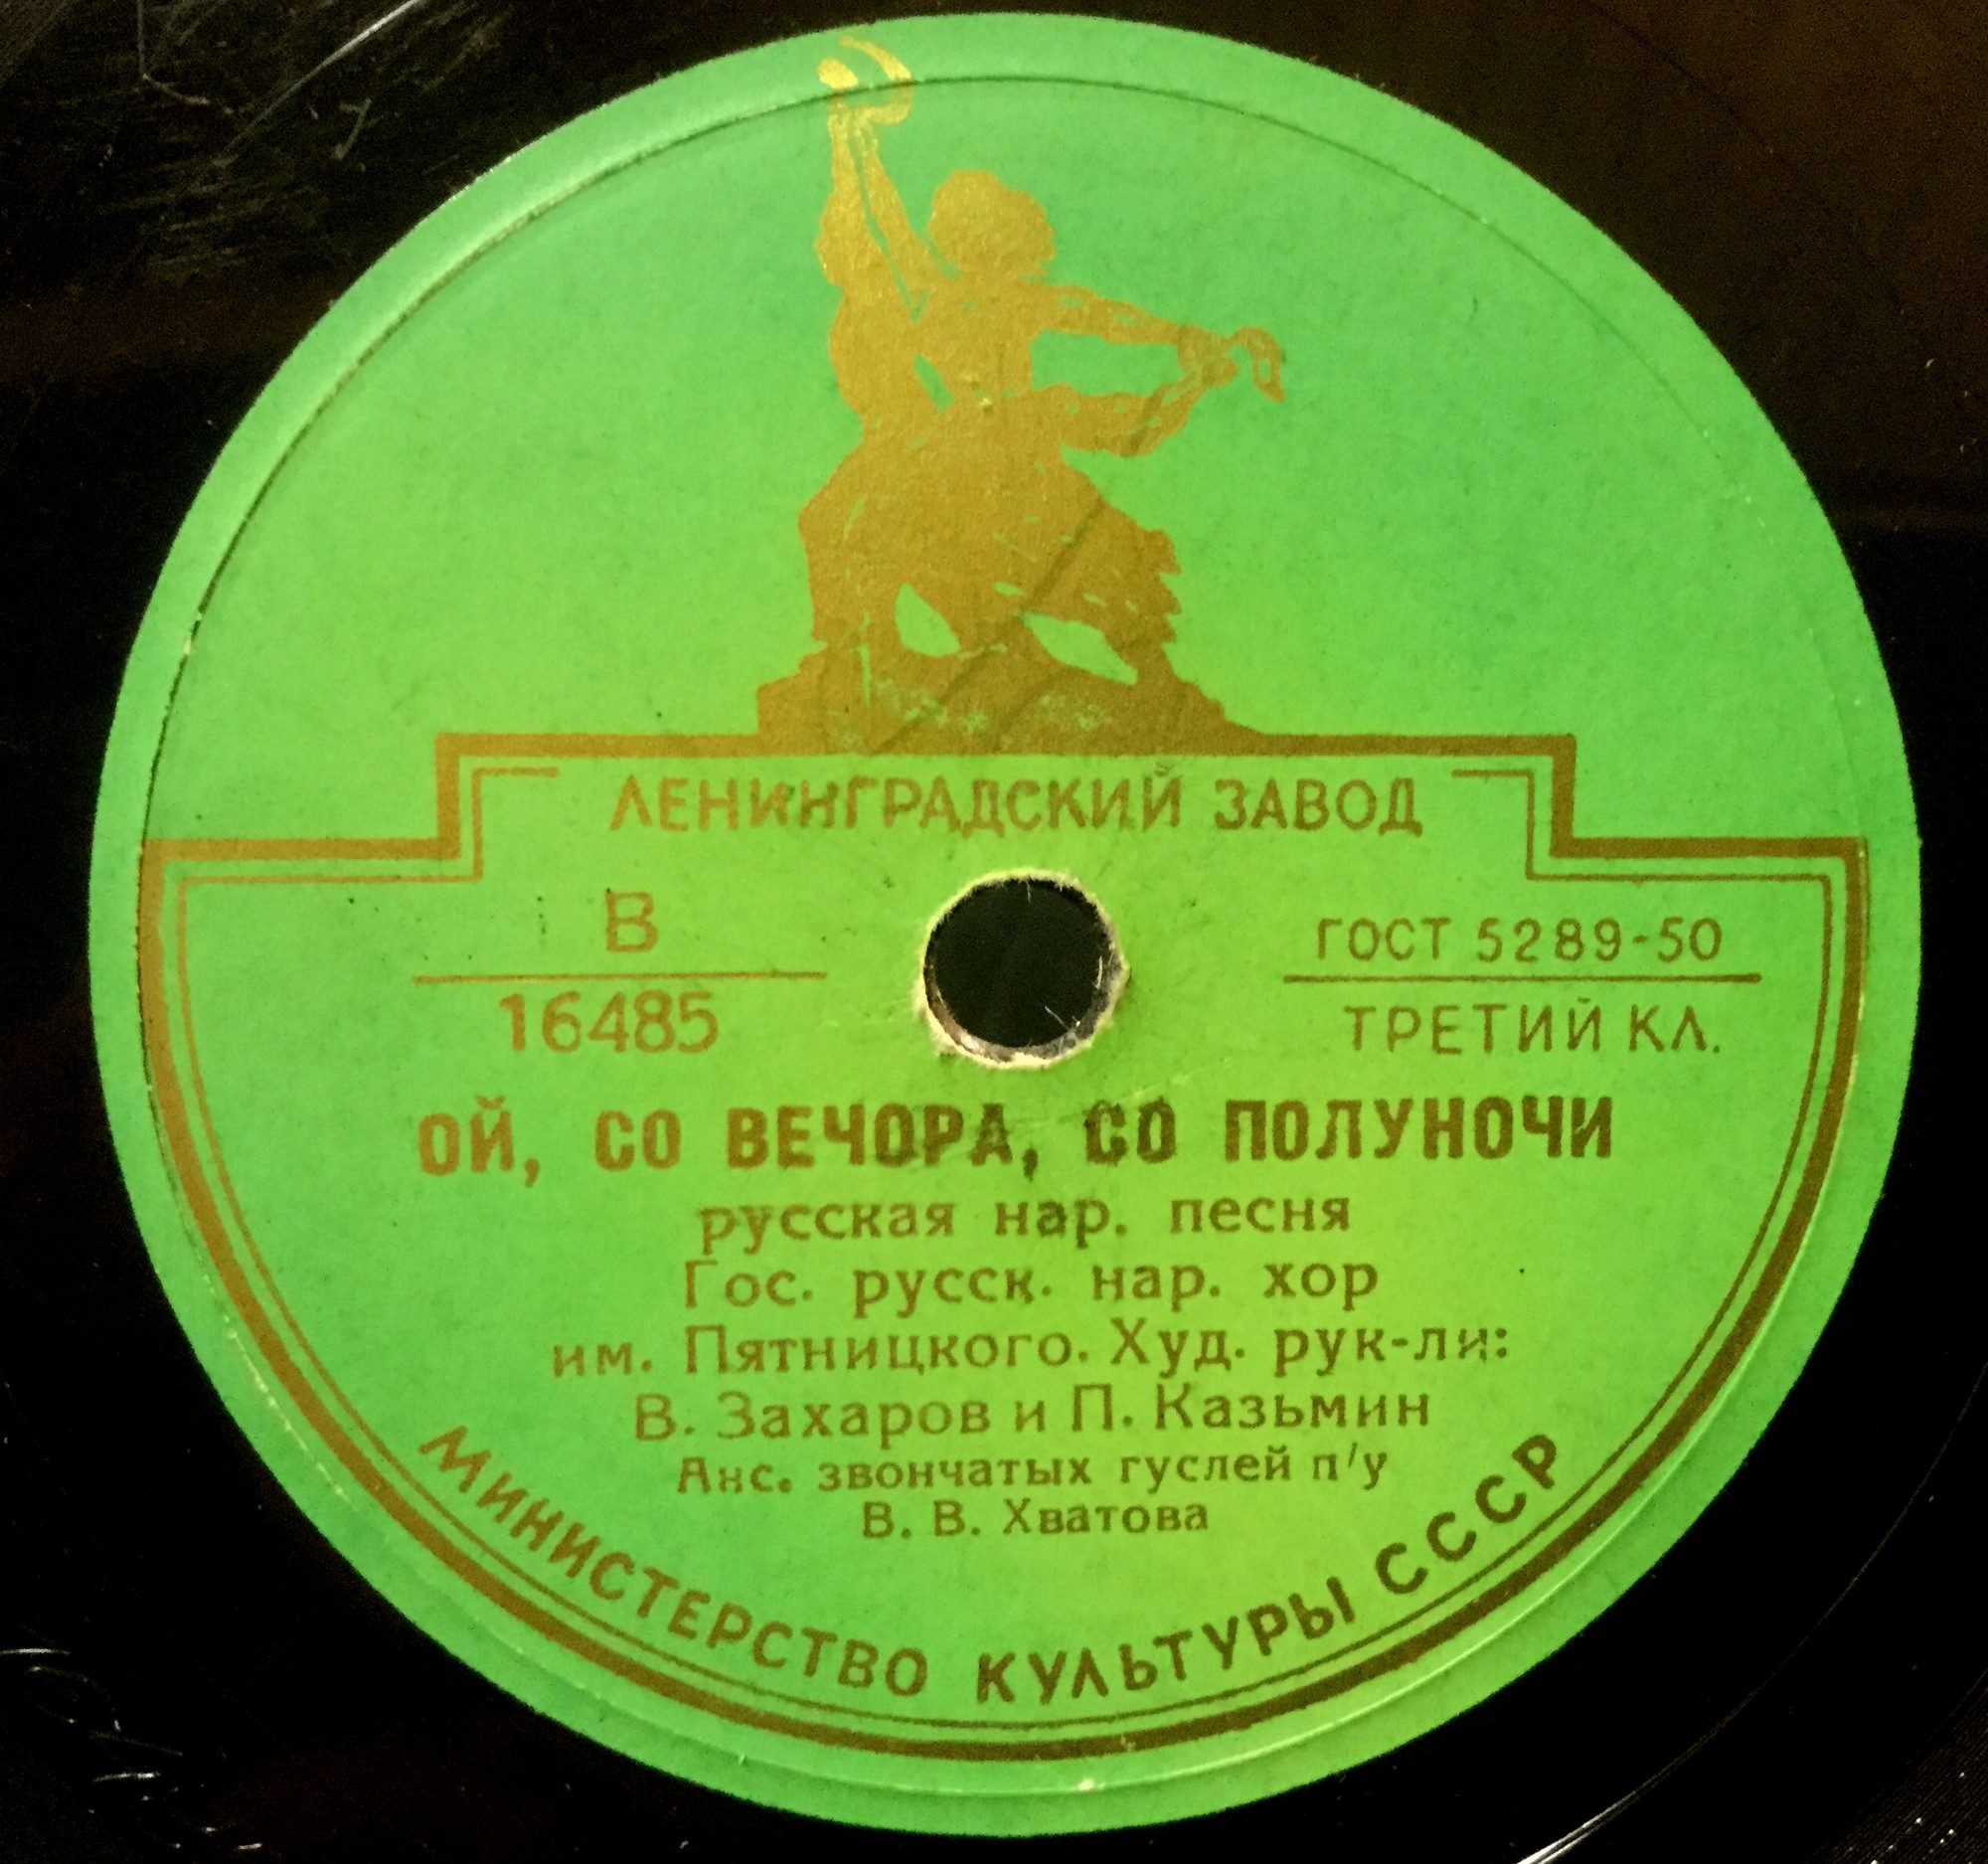 ЛЕНИНГРАДСКИЙ ЗАВОД
В
16485
ГОСТ 5289-50
ТРЕТИЙ КЛ.
ОЙ, СО ВЕЧОРА, СО ПОЛУНОЧИ
русская нар. песня
Гос. русск. нар. хор
им. Пятницкого. Худ. рук-ли:
В. Захаров и П. Казьмин
Анс. звончатых гуслей п/у
В. В. Хватова
МИНИСТЕРСТВО КУЛЬТУРЫ СССР